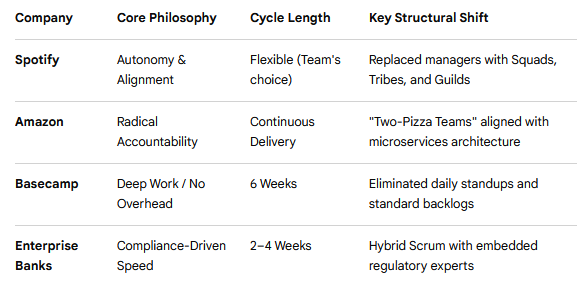 Company Core Philosophy Cycle Length Key Structural Shift
Spotify Autonomy & Flexible (Team's Replaced managers with Squads,
Alignment choice) Tribes, and Guilds
Amazon Radical Continuous "Two-Pizza Teams" aligned with
Accountability Delivery microservices architecture
Basecamp Deep Work / No 6 Weeks Eliminated daily standups and
Overhead standard backlogs
Enterprise Compliance-Driven 2–4 Weeks Hybrid Scrum with embedded
Banks Speed regulatory experts